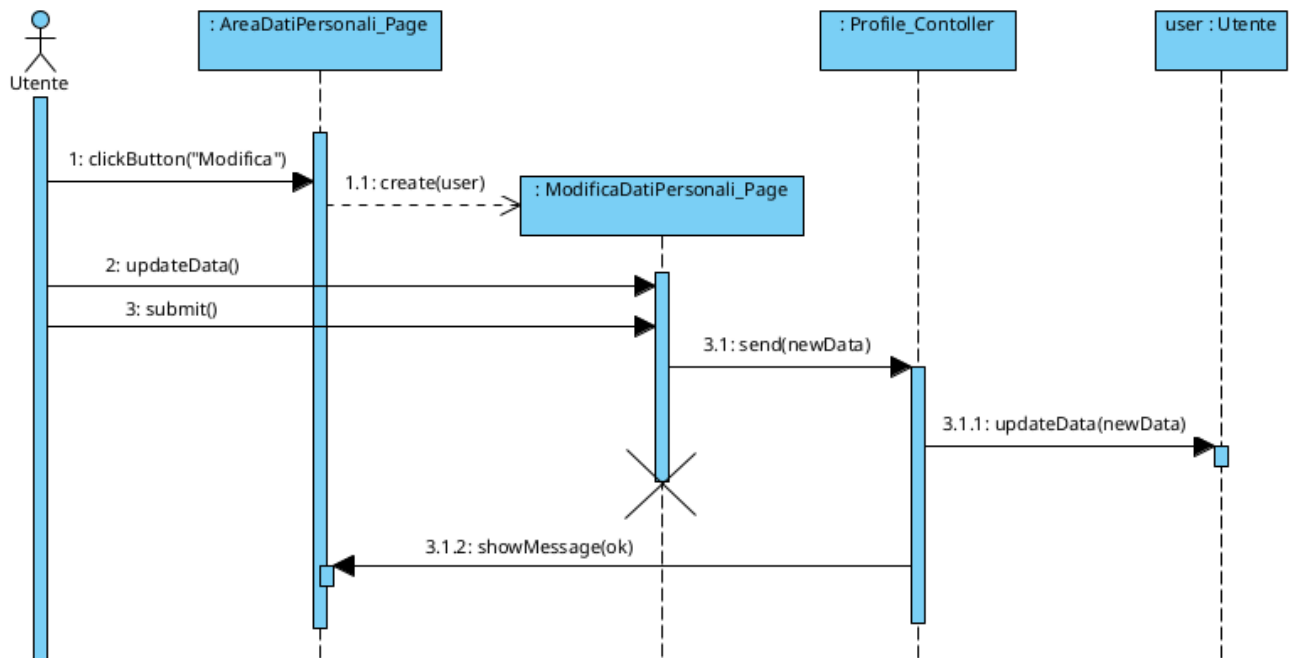 : AreaDatiPersonali_Page
: Profile_Contoller
user : Utente
Utente
1: clickButton("Modifica")
1.1: create(user)
: ModificaDatiPersonali_Page
2: updateData()
3: submit()
3.1: send(newData)
3.1.1: updateData(newData)
3.1.2: showMessage(ok)